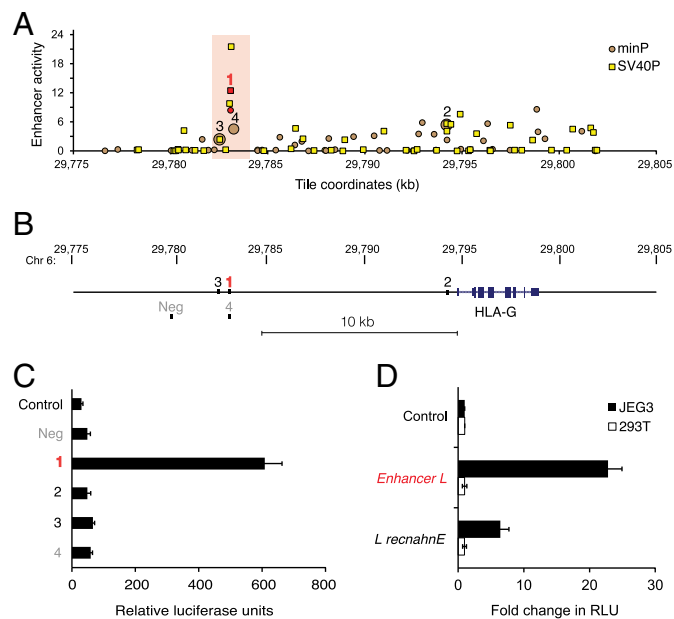 A
Enhancer activity
24
18
12
6
0
1
3
4
2
minP
SV40P
29,775 29,780 29,785 29,790 29,795 29,800 29,805
Tile coordinates (kb)
B
29,775 29,780 29,785 29,790 29,795 29,800 29,805
Chr 6:
3 1 2
Neg 4
HLA-G
10 kb
C
Control
Neg
1
2
3
4
0 200 400 600 800
Relative luciferase units
D
JEG3
293T
Control
Enhancer L
L recnahnE
0 10 20 30
Fold change in RLU